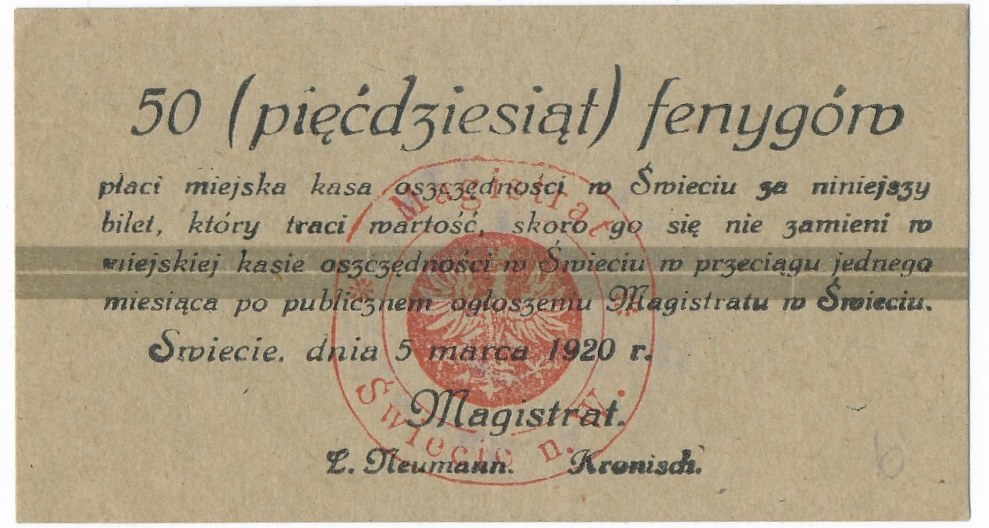 50 (pięćdziesiąt) fenygów
płaci miejska kasa oszczędności w Świeciu za niniejszy
bilet, który traci wartość, skoro go się nie zamieni w
miejskiej kasie oszczędności w Świeciu w przeciągu jednego
miesiąca po publicznem ogłoszeniu Magistratu w Świeciu.
Świecie, dnia 5 marca 1920 r.
Magistrat.
L. Neumann. Kronisch.
Magistrat
Świecie n. W.